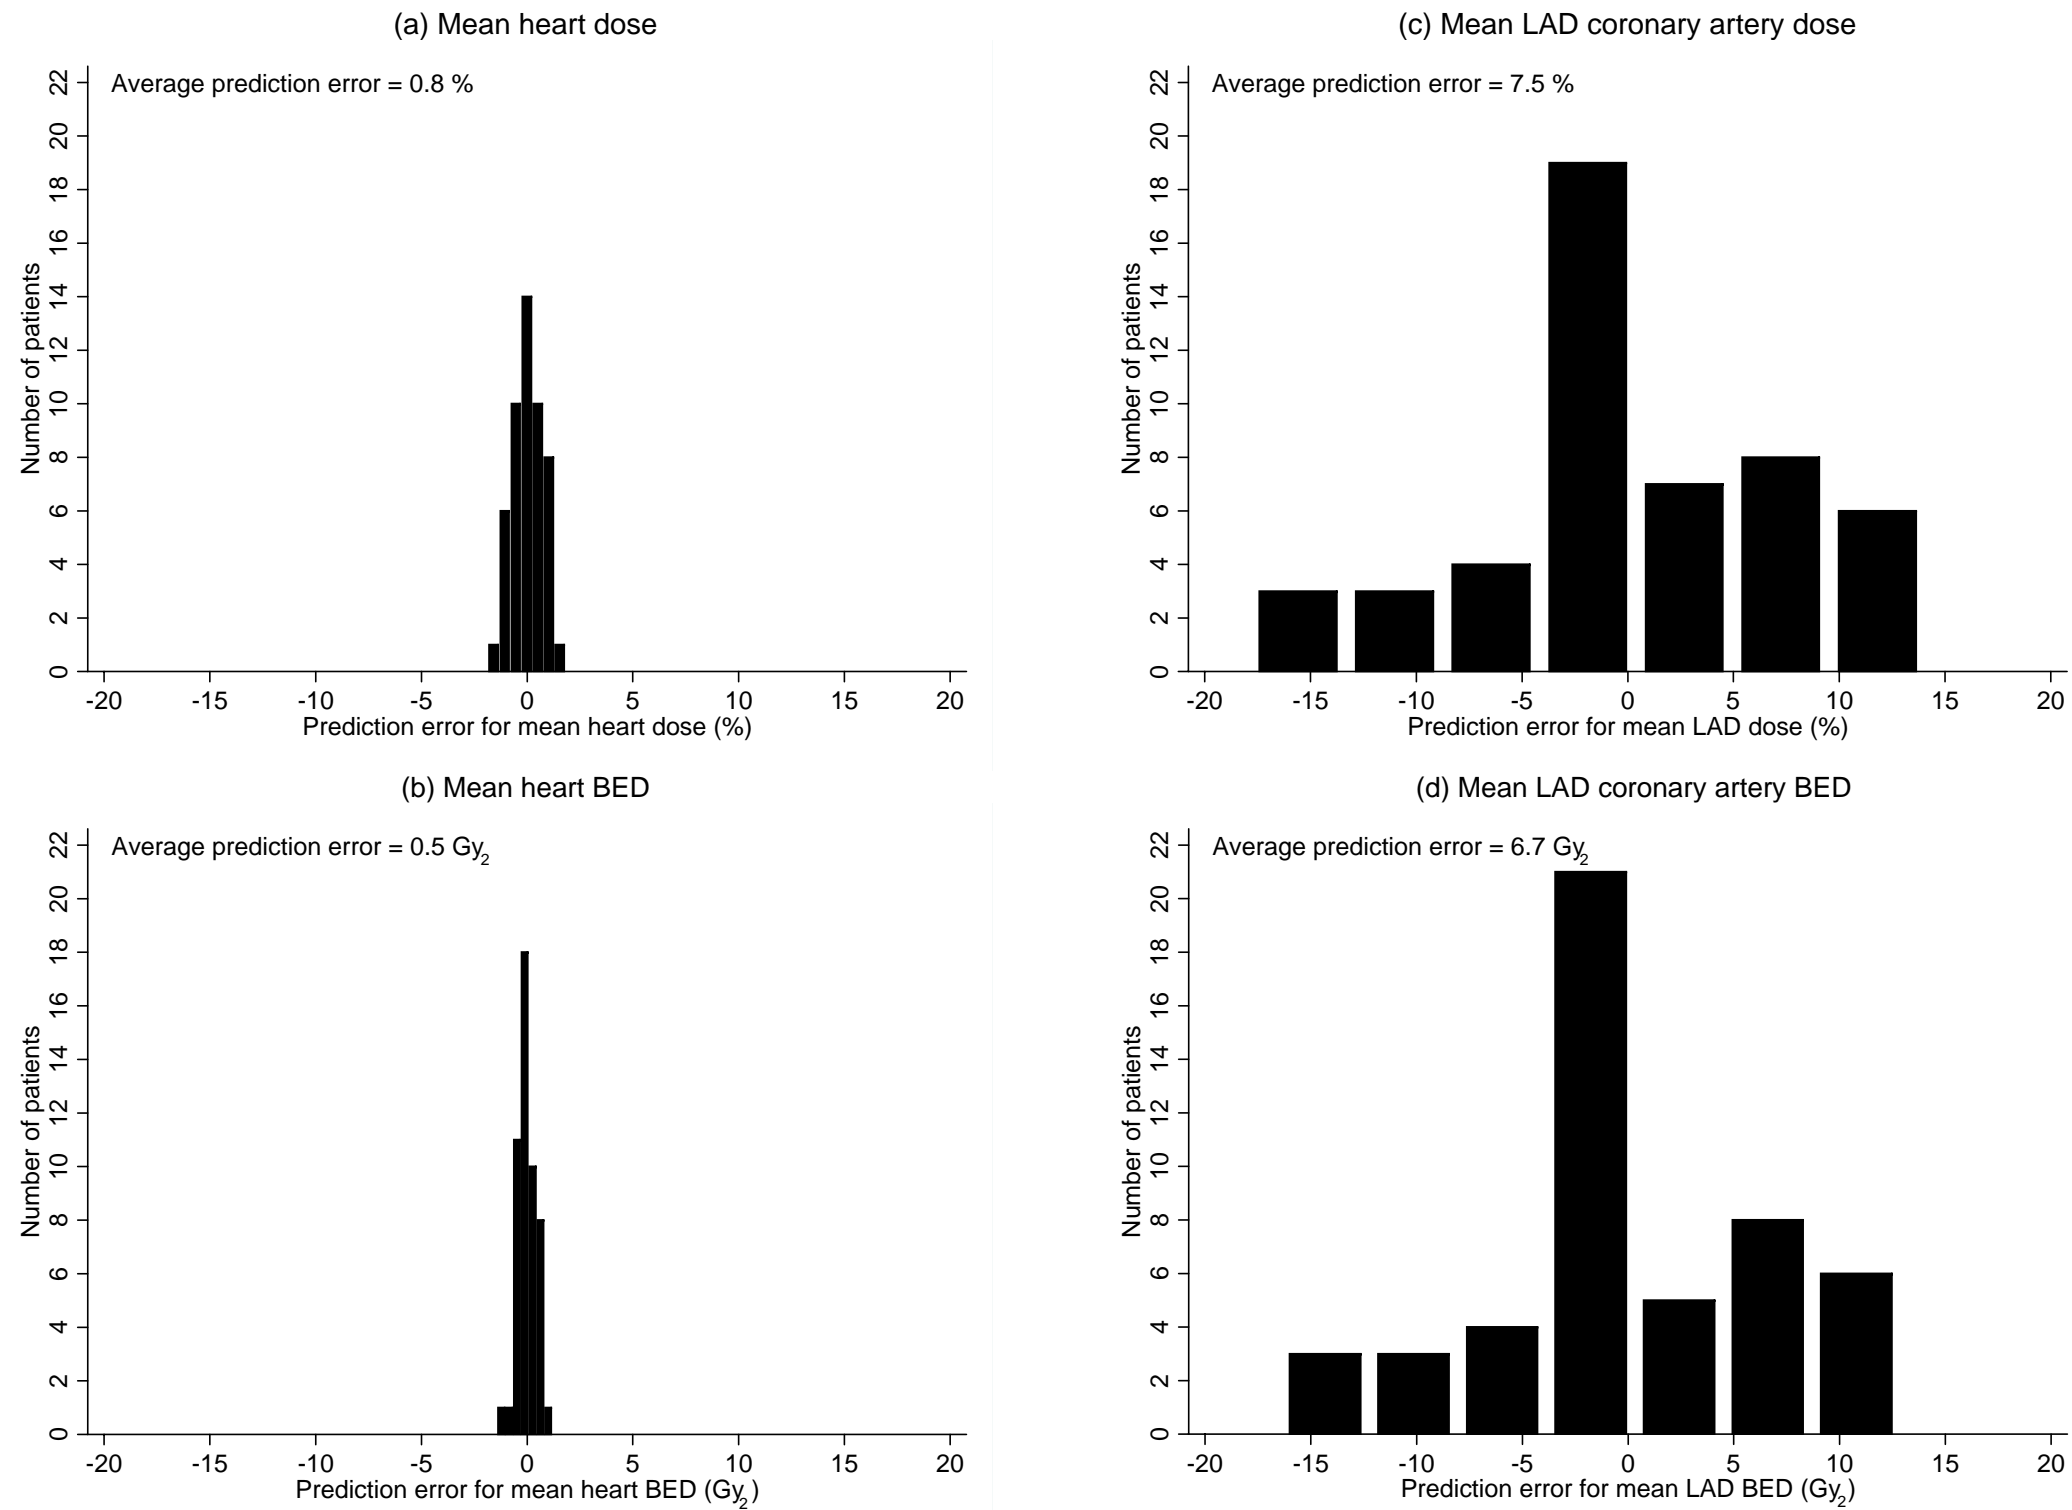 (a) Mean heart dose
Average prediction error = 0.8 %
Number of patients
22
20
18
16
14
12
10
8
6
4
2
0
-20 -15 -10 -5 0 5 10 15 20
Prediction error for mean heart dose (%)
(c) Mean LAD coronary artery dose
Average prediction error = 7.5 %
Number of patients
22
20
18
16
14
12
10
8
6
4
2
0
-20 -15 -10 -5 0 5 10 15 20
Prediction error for mean LAD dose (%)
(b) Mean heart BED
Average prediction error = 0.5 Gy₂
Number of patients
22
20
18
16
14
12
10
8
6
4
2
0
-20 -15 -10 -5 0 5 10 15 20
Prediction error for mean heart BED (Gy₂)
(d) Mean LAD coronary artery BED
Average prediction error = 6.7 Gy₂
Number of patients
22
20
18
16
14
12
10
8
6
4
2
0
-20 -15 -10 -5 0 5 10 15 20
Prediction error for mean LAD BED (Gy₂)